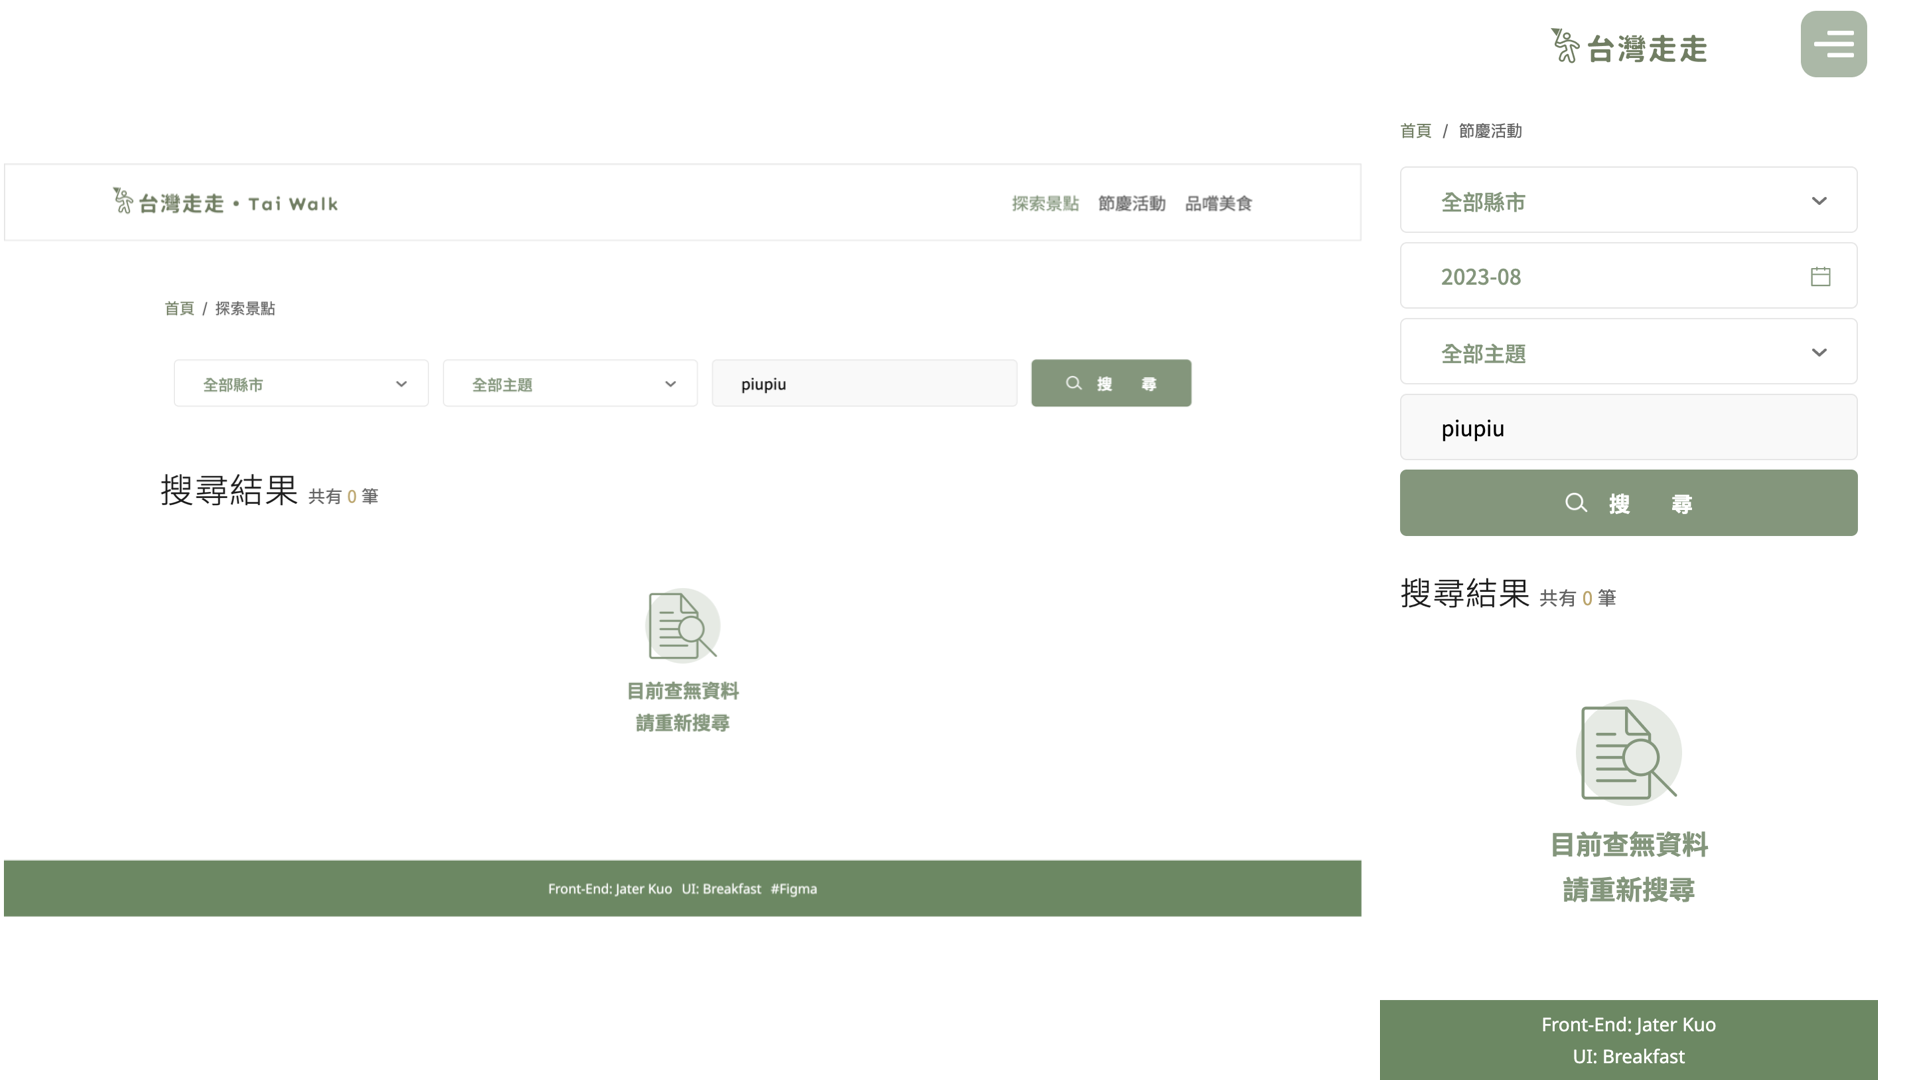 台灣走走•Tai Walk
探索景點 節慶活動 品嚐美食
首頁 / 探索景點
全部縣市 全部主題 piupiu 搜 尋
搜尋結果 共有 0 筆
目前查無資料
請重新搜尋
Front-End: Jater Kuo UI: Breakfast #Figma
台灣走走
首頁 / 節慶活動
全部縣市
2023-08
全部主題
piupiu
搜 尋
搜尋結果 共有 0 筆
目前查無資料
請重新搜尋
Front-End: Jater Kuo
UI: Breakfast